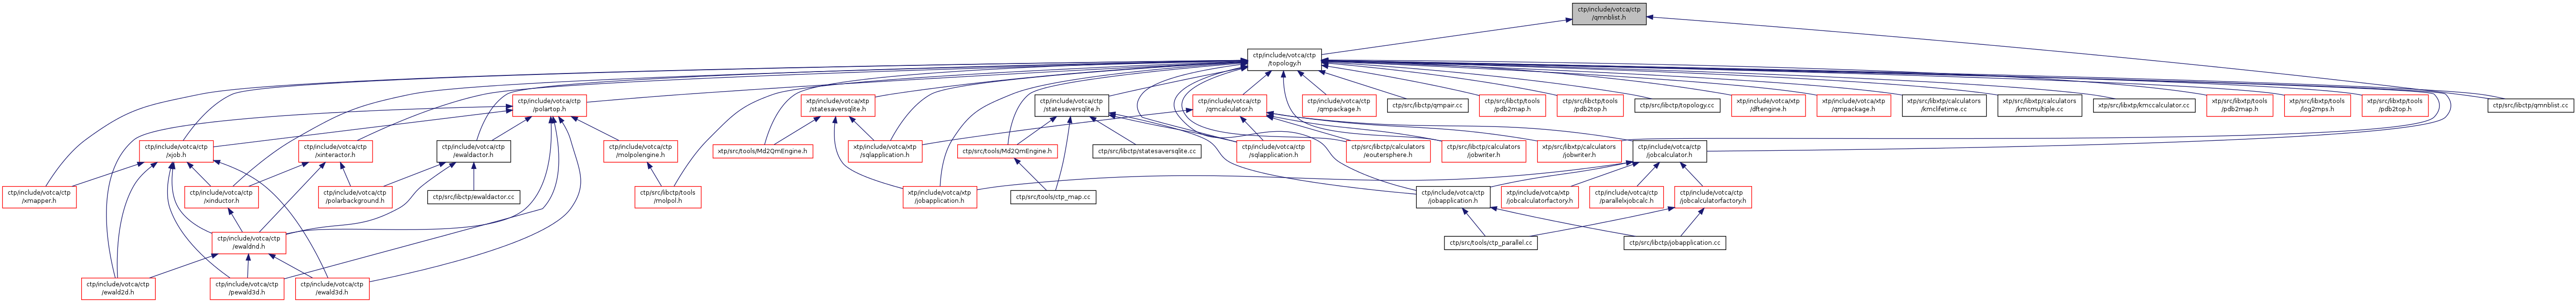 ctp/include/votca/ctp
/qmnblist.h
ctp/include/votca/ctp
/topology.h
ctp/include/votca/ctp
/polartop.h
xtp/include/votca/xtp
/statesaversqlite.h
ctp/include/votca/ctp
/statesaversqlite.h
ctp/include/votca/ctp
/qmcalculator.h
ctp/include/votca/ctp
/qmpackage.h
ctp/src/libctp/qmpair.cc
ctp/src/libctp/tools
/pdb2map.h
ctp/src/libctp/tools
/pdb2top.h
ctp/src/libctp/topology.cc
xtp/include/votca/xtp
/dftengine.h
xtp/include/votca/xtp
/qmpackage.h
xtp/src/libxtp/calculators
/kmclifetime.cc
xtp/src/libxtp/calculators
/kmcmultiple.cc
xtp/src/libxtp/kmccalculator.cc
xtp/src/libxtp/tools
/pdb2map.h
xtp/src/libxtp/tools
/log2mps.h
xtp/src/libxtp/tools
/pdb2top.h
ctp/src/libctp/qmnblist.cc
ctp/include/votca/ctp
/xjob.h
ctp/include/votca/ctp
/xinteractor.h
ctp/include/votca/ctp
/ewaldactor.h
ctp/include/votca/ctp
/molpolengine.h
xtp/src/tools/Md2QmEngine.h
xtp/include/votca/xtp
/sqlapplication.h
ctp/src/tools/Md2QmEngine.h
ctp/src/libctp/statesaversqlite.cc
ctp/include/votca/ctp
/sqlapplication.h
ctp/src/libctp/calculators
/eoutersphere.h
ctp/src/libctp/calculators
/jobwriter.h
xtp/src/libxtp/calculators
/jobwriter.h
ctp/include/votca/ctp
/jobcalculator.h
ctp/include/votca/ctp
/xmapper.h
ctp/include/votca/ctp
/xinductor.h
ctp/include/votca/ctp
/polarbackground.h
ctp/src/libctp/ewaldactor.cc
ctp/src/libctp/tools
/molpol.h
xtp/include/votca/xtp
/jobapplication.h
ctp/src/tools/ctp_map.cc
ctp/include/votca/ctp
/jobapplication.h
xtp/include/votca/xtp
/jobcalculatorfactory.h
ctp/include/votca/ctp
/parallelxjobcalc.h
ctp/include/votca/ctp
/jobcalculatorfactory.h
ctp/include/votca/ctp
/ewaldnd.h
ctp/src/tools/ctp_parallel.cc
ctp/src/libctp/jobapplication.cc
ctp/include/votca/ctp
/ewald2d.h
ctp/include/votca/ctp
/pewald3d.h
ctp/include/votca/ctp
/ewald3d.h